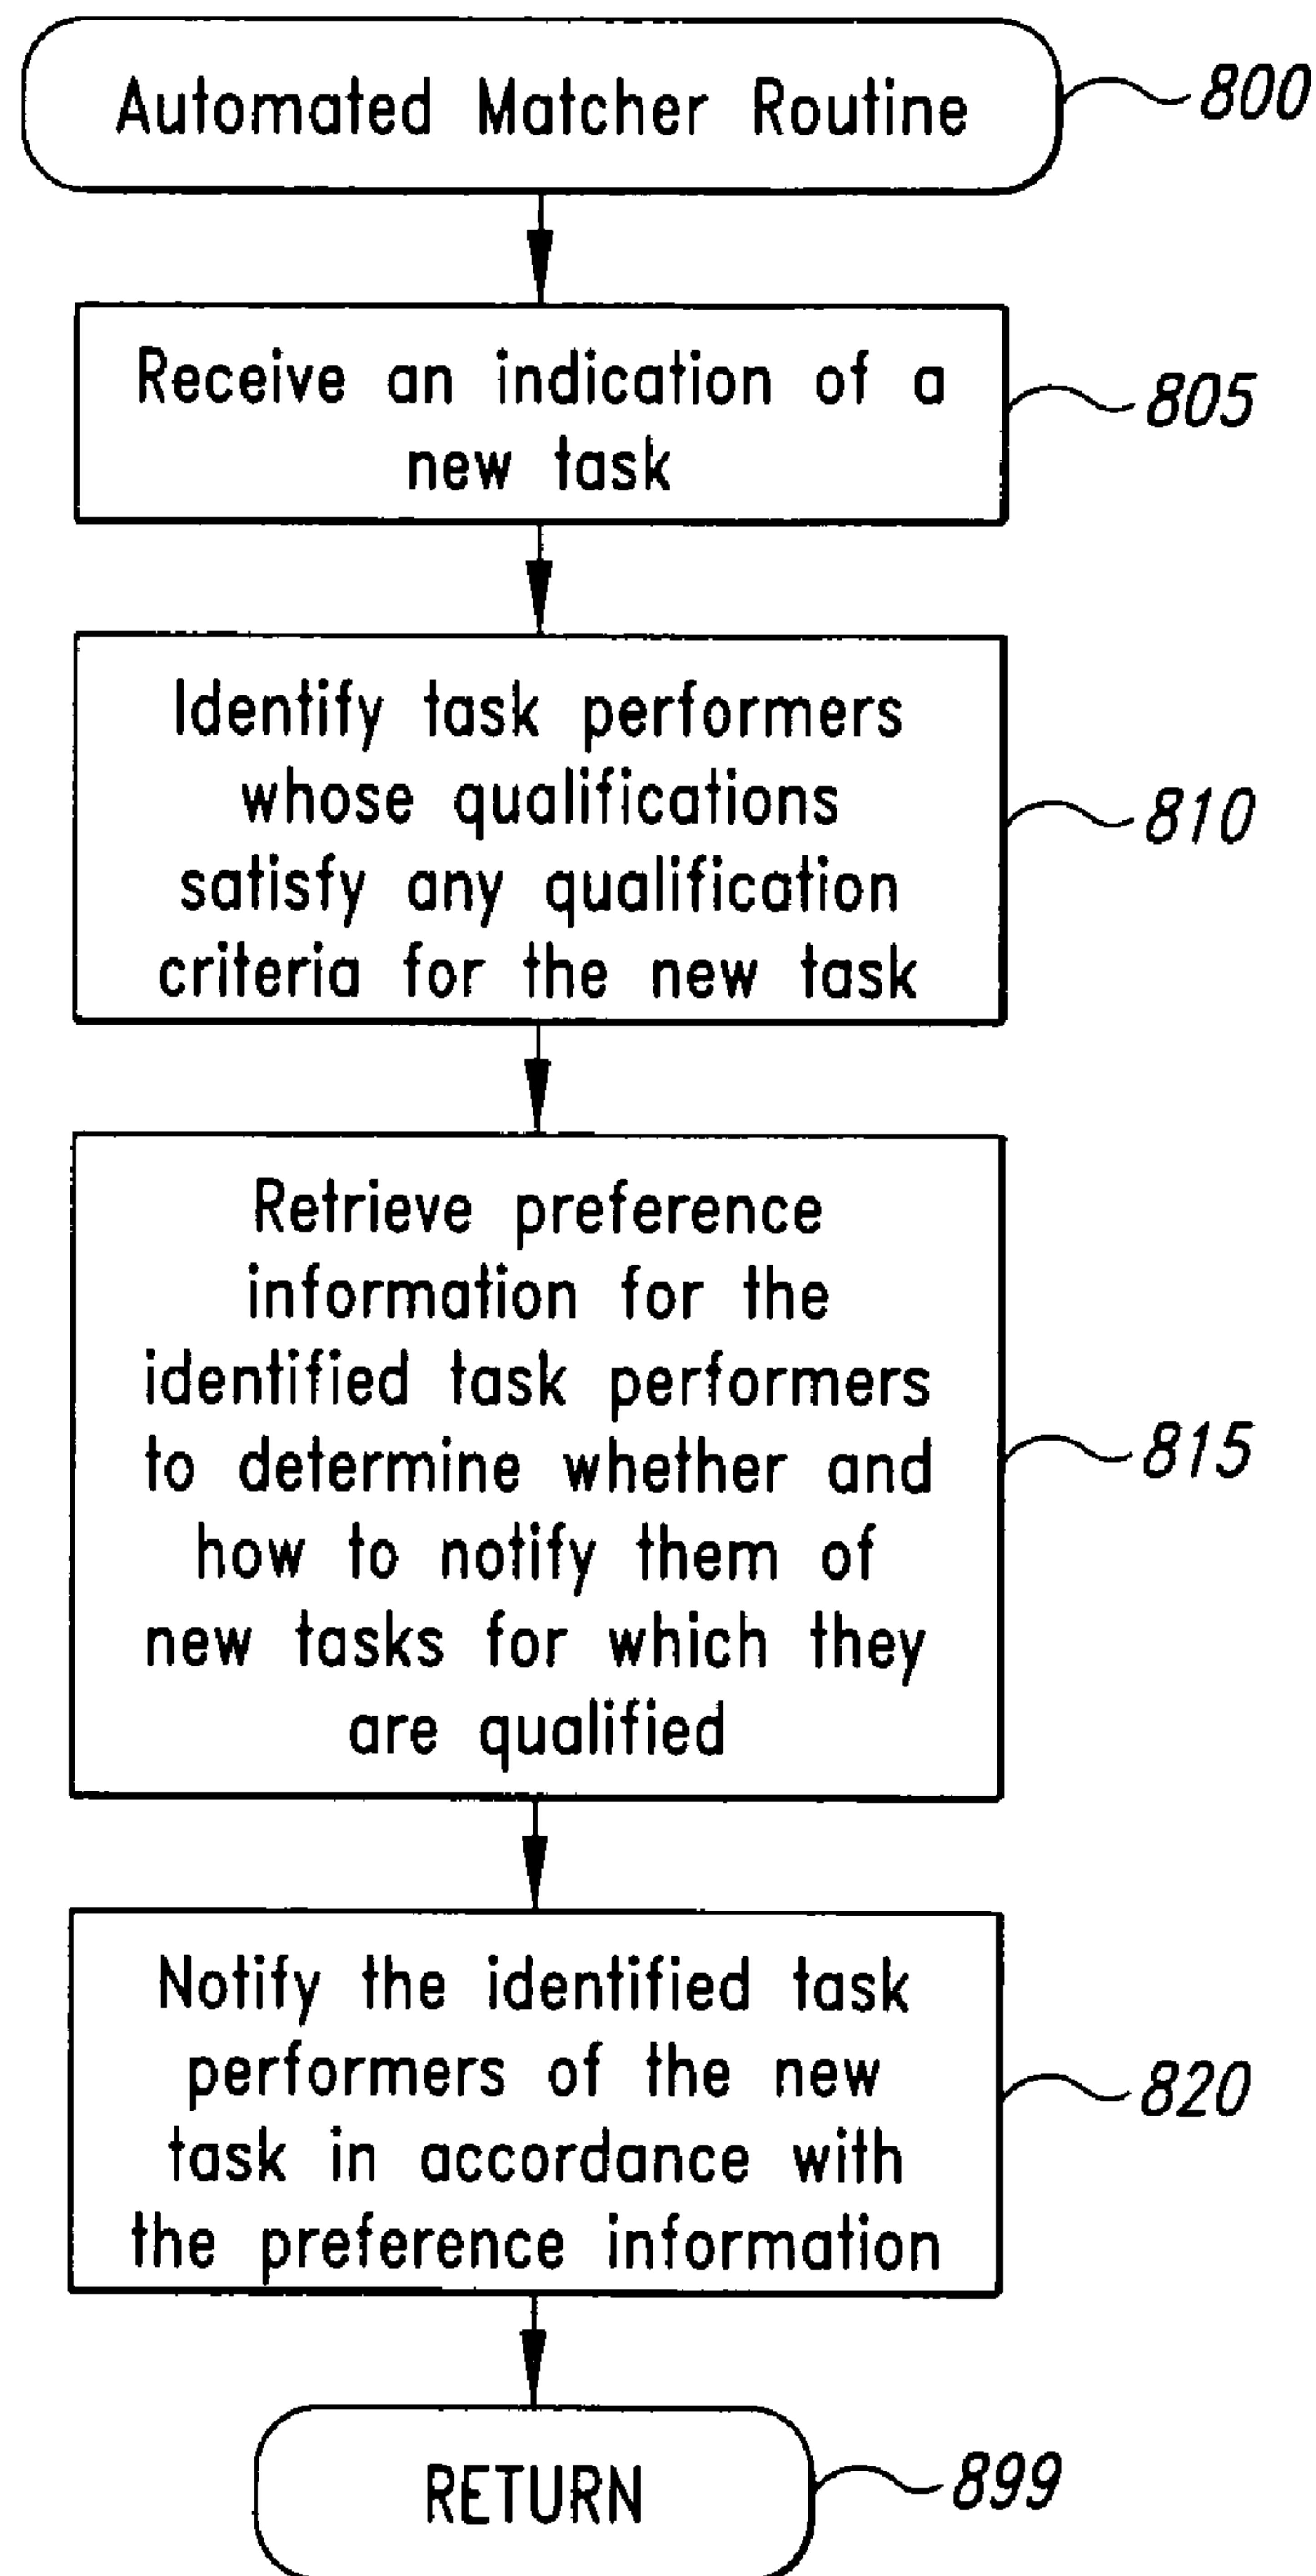 Automated Matcher Routine
800
Receive an indication of a
new task
805
Identify task performers
whose qualifications
satisfy any qualification
criteria for the new task
810
Retrieve preference
information for the
identified task performers
to determine whether and
how to notify them of
new tasks for which they
are qualified
815
Notify the identified task
performers of the new
task in accordance with
the preference information
820
RETURN
899